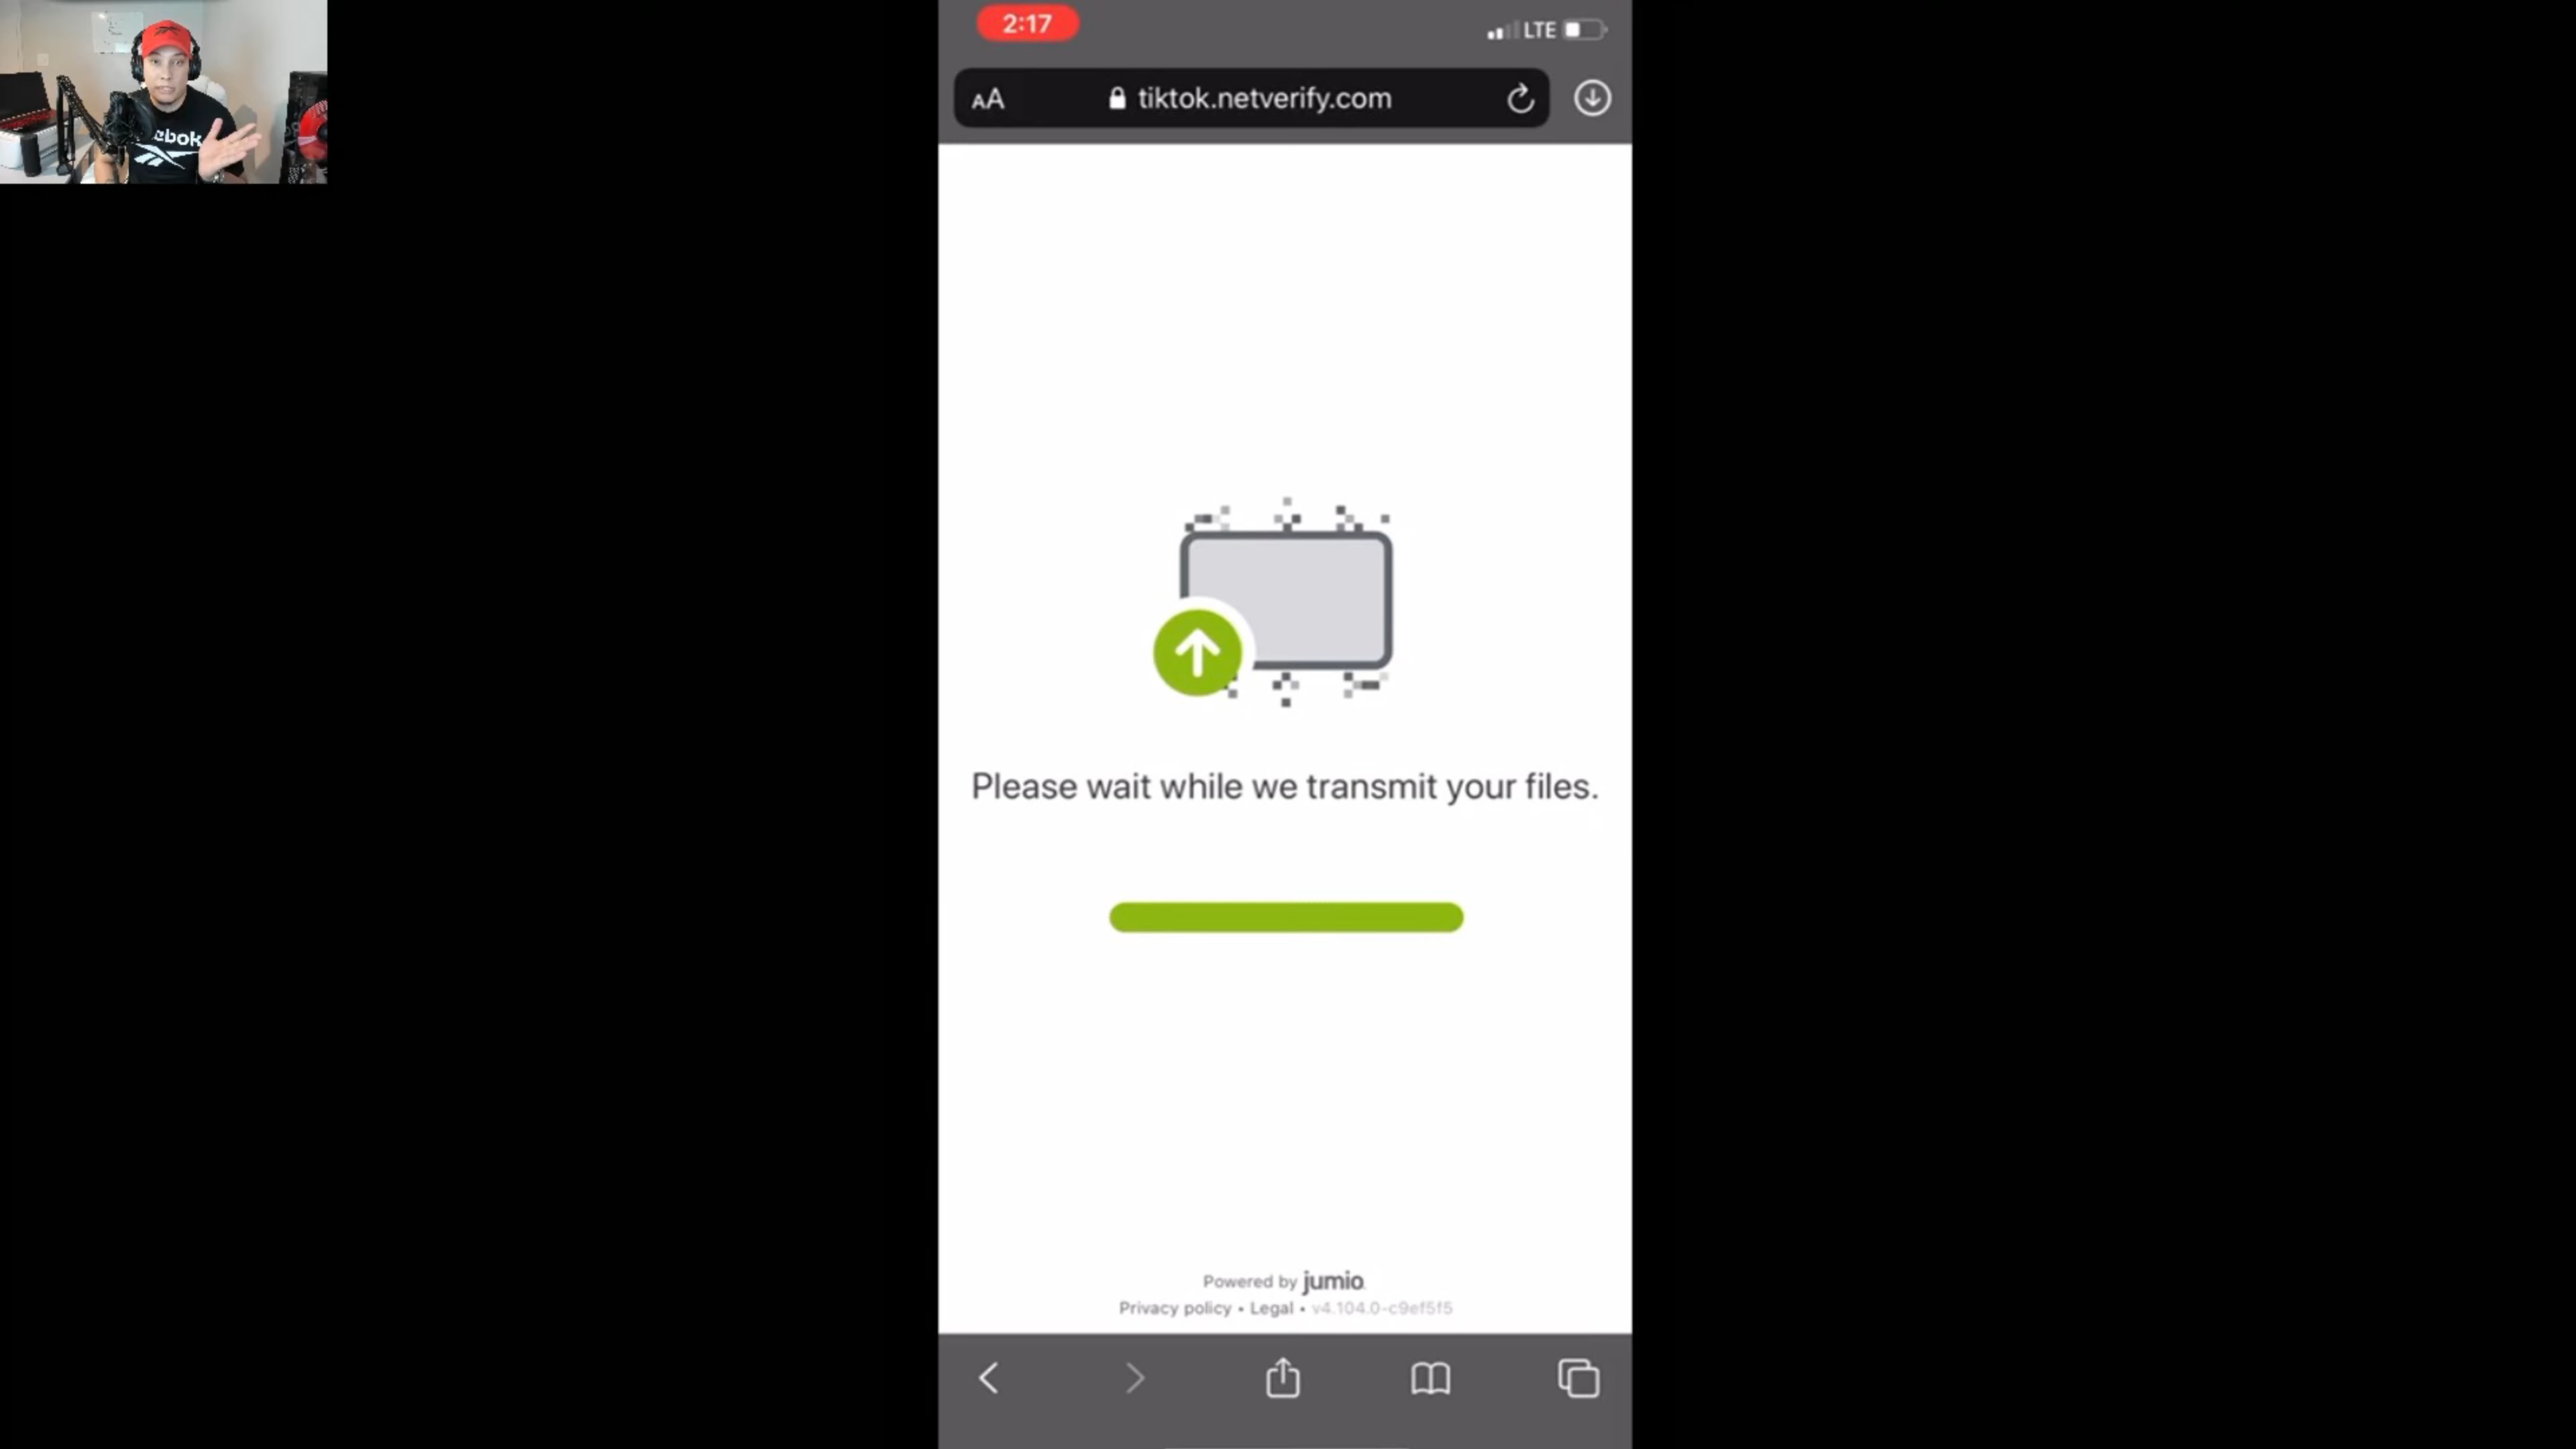 ebok
2:17
LTE
AA
tiktok.netverify.com
Please wait while we transmit your files.
Powered by jumio.
Privacy policy • Legal • v4.104.0-c9ef5f5